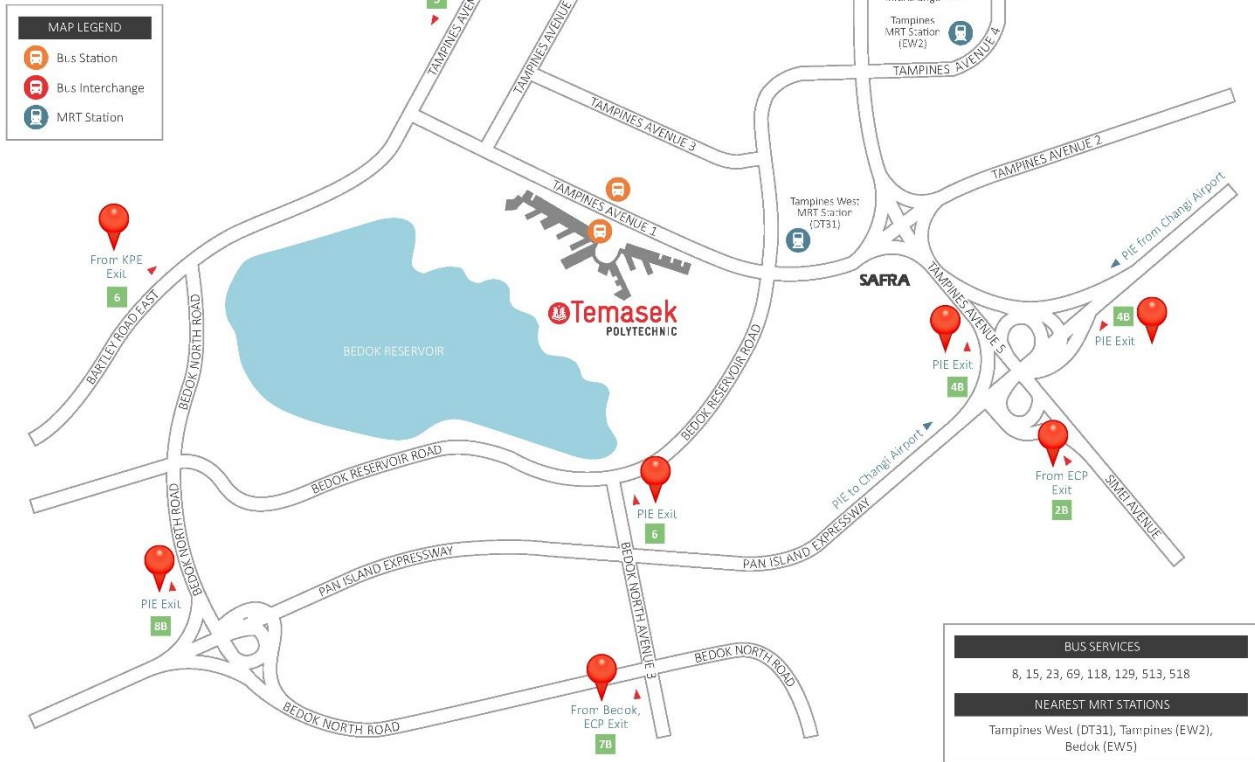 MAP LEGEND
Bus Station
Bus Interchange
MRT Station
5
TAMPINES AVEN
TAMPINES AVENUE
Tampines
MRT Station
(EW2)
TAMPINES AVENUE 4
TAMPINES AVENUE 3
TAMPINES AVENUE 2
TAMPINES AVENUE 1
Tampines West
MRT Station
(DT31)
PIE from Changi Airport
From KPE
Exit
6
BARTLEY ROAD EAST
BEDOK NORTH ROAD
BEDOK RESERVOIR
Temasek
POLYTECHNIC
SAFRA
TAMPINES AVENUE 5
4B
PIE Exit
PIE Exit
4B
BEDOK RESERVOIR ROAD
BEDOK RESERVOIR ROAD
PIE to Changi Airport
From ECP
Exit
2B
SIMEI AVENUE
PIE Exit
6
BEDOK NORTH ROAD
PAN ISLAND EXPRESSWAY
PAN ISLAND EXPRESSWAY
PIE Exit
8B
BEDOK NORTH AVENUE 3
BEDOK NORTH ROAD
BEDOK NORTH ROAD
From Bedok,
ECP Exit
7B
BUS SERVICES
8, 15, 23, 69, 118, 129, 513, 518
NEAREST MRT STATIONS
Tampines West (DT31), Tampines (EW2),
Bedok (EW5)